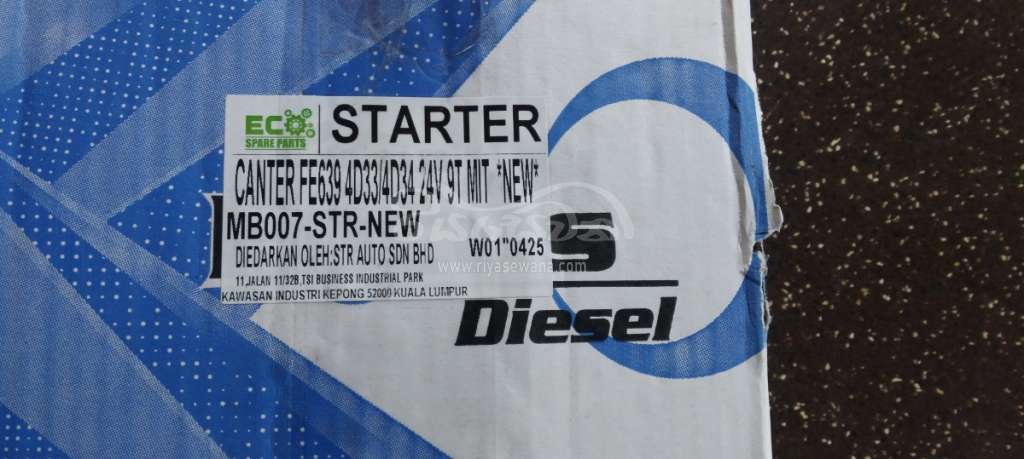 ECO
SPARE PARTS
STARTER
CANTER FE639 4D33/4D34 24V 9T MIT *NEW*
MB007-STR-NEW
DIEDARKAN OLEH:STR AUTO SDN BHD
W01"0425
11,JALAN 11/32B,TSI BUSINESS INDUSTRIAL PARK
KAWASAN INDUSTRI KEPONG 52000 KUALA LUMPUR
www.riyasewana.com
S
Diesel